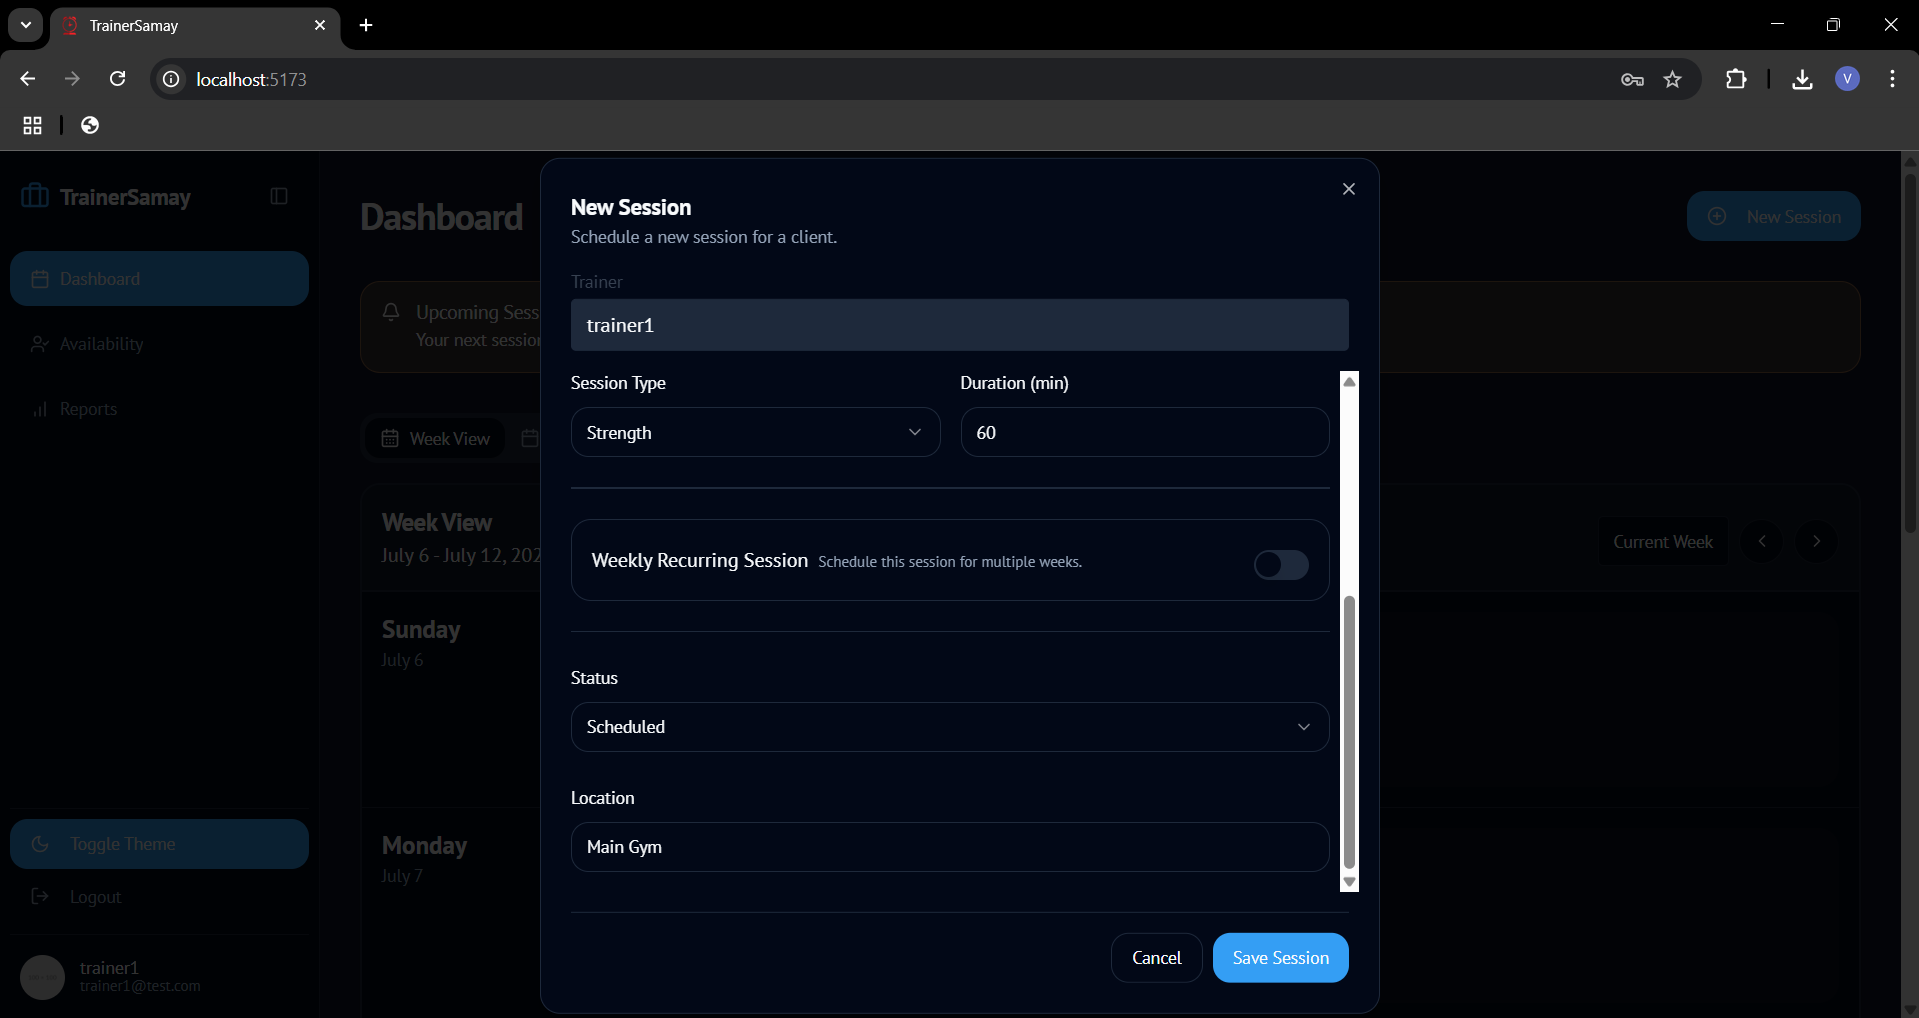 TrainerSamay
localhost:5173
V
TrainerSamay
Dashboard
Availability
Reports
Toggle Theme
Logout
trainer1
trainer1@test.com
Dashboard
New Session
Upcoming Sess
Your next session
Week View
Week View
July 6 - July 12, 202
Current Week
Sunday
July 6
Monday
July 7
New Session
Schedule a new session for a client.
Trainer
trainer1
Session Type
Duration (min)
Strength
60
Weekly Recurring Session Schedule this session for multiple weeks.
Status
Scheduled
Location
Main Gym
Cancel
Save Session